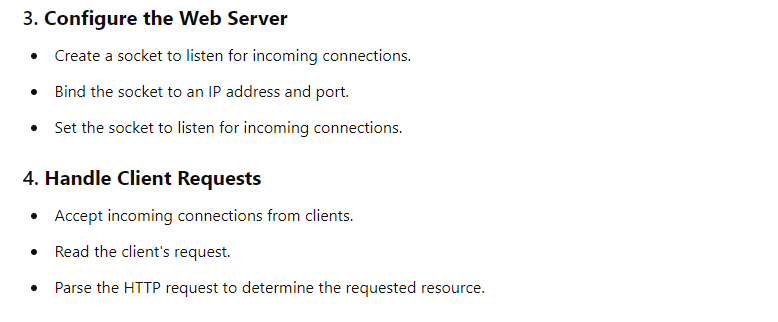 3. Configure the Web Server
• Create a socket to listen for incoming connections.
• Bind the socket to an IP address and port.
• Set the socket to listen for incoming connections.
4. Handle Client Requests
• Accept incoming connections from clients.
• Read the client's request.
• Parse the HTTP request to determine the requested resource.